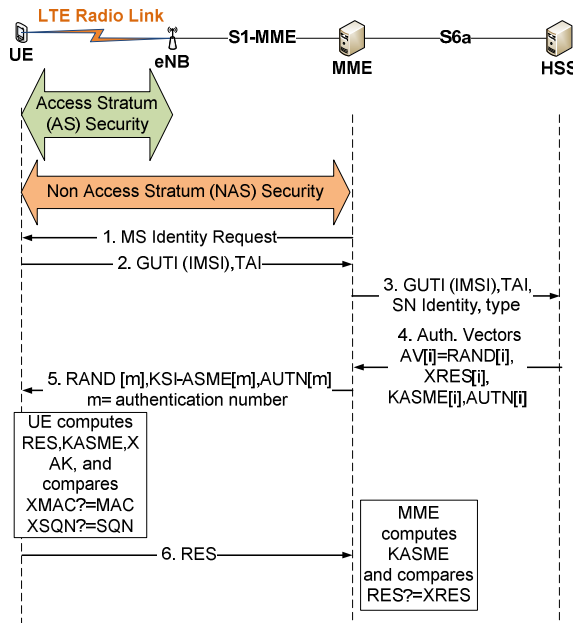 LTE Radio Link
UE
eNB
S1-MME
MME
S6a
HSS
Access Stratum
(AS) Security
Non Access Stratum (NAS) Security
1. MS Identity Request
2. GUTI (IMSI),TAI
3. GUTI (IMSI),TAI,
SN Identity, type
4. Auth. Vectors
AV[i]=RAND[i],
XRES[i],
KASME[i],AUTN[i]
5. RAND [m],KSI-ASME[m],AUTN[m]
m= authentication number
UE computes
RES,KASME,X
AK, and
compares
XMAC?=MAC
XSQN?=SQN
MME
computes
KASME
and compares
RES?=XRES
6. RES